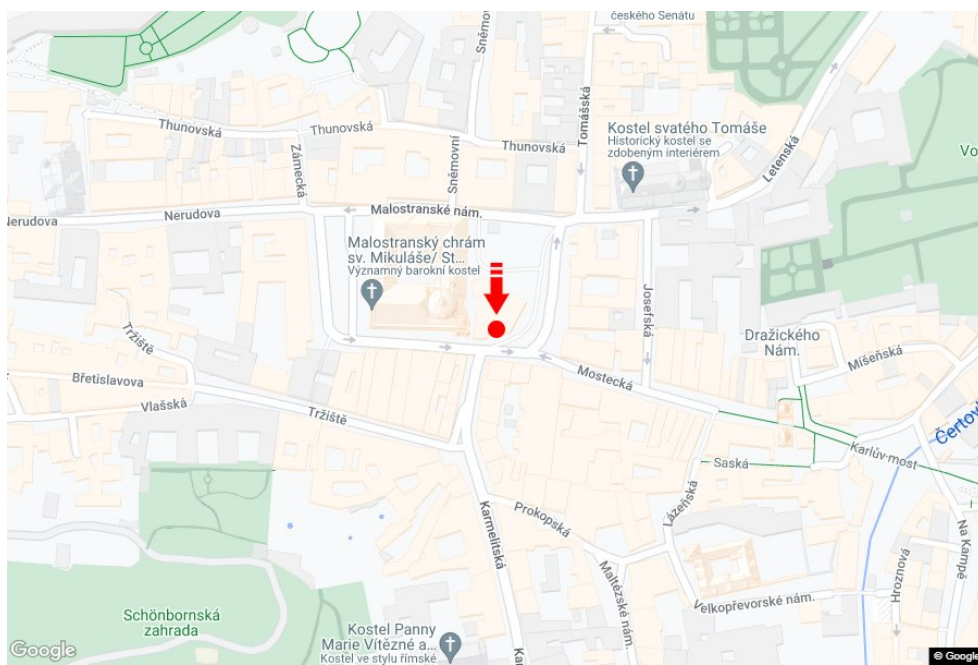 českého Senátu
Sněmovní
Tomášská
Thunovská
Thunovská
Thunovská
Kostel svatého Tomáše
Historický kostel se
zdobeným interiérem
Letenská
Vo
Zámecká
Sněmovní
Nerudova
Nerudova
Malostranské nám.
Malostranský chrám
sv. Mikuláše/ St...
Významný barokní kostel
Josefská
Dražického
Nám.
Míšeňská
Tržiště
Břetislavova
Vlašská
Tržiště
Mostecká
Čertov
Karlův most
Saská
Lázeňská
Prokopská
Karmelitská
Maltézské nám.
Velkopřevorské nám.
Hroznová
Na Kampě
Schönbornská
zahrada
Kostel Panny
Marie Vítězné a...
Kostel ve stylu římské
Google
© Google